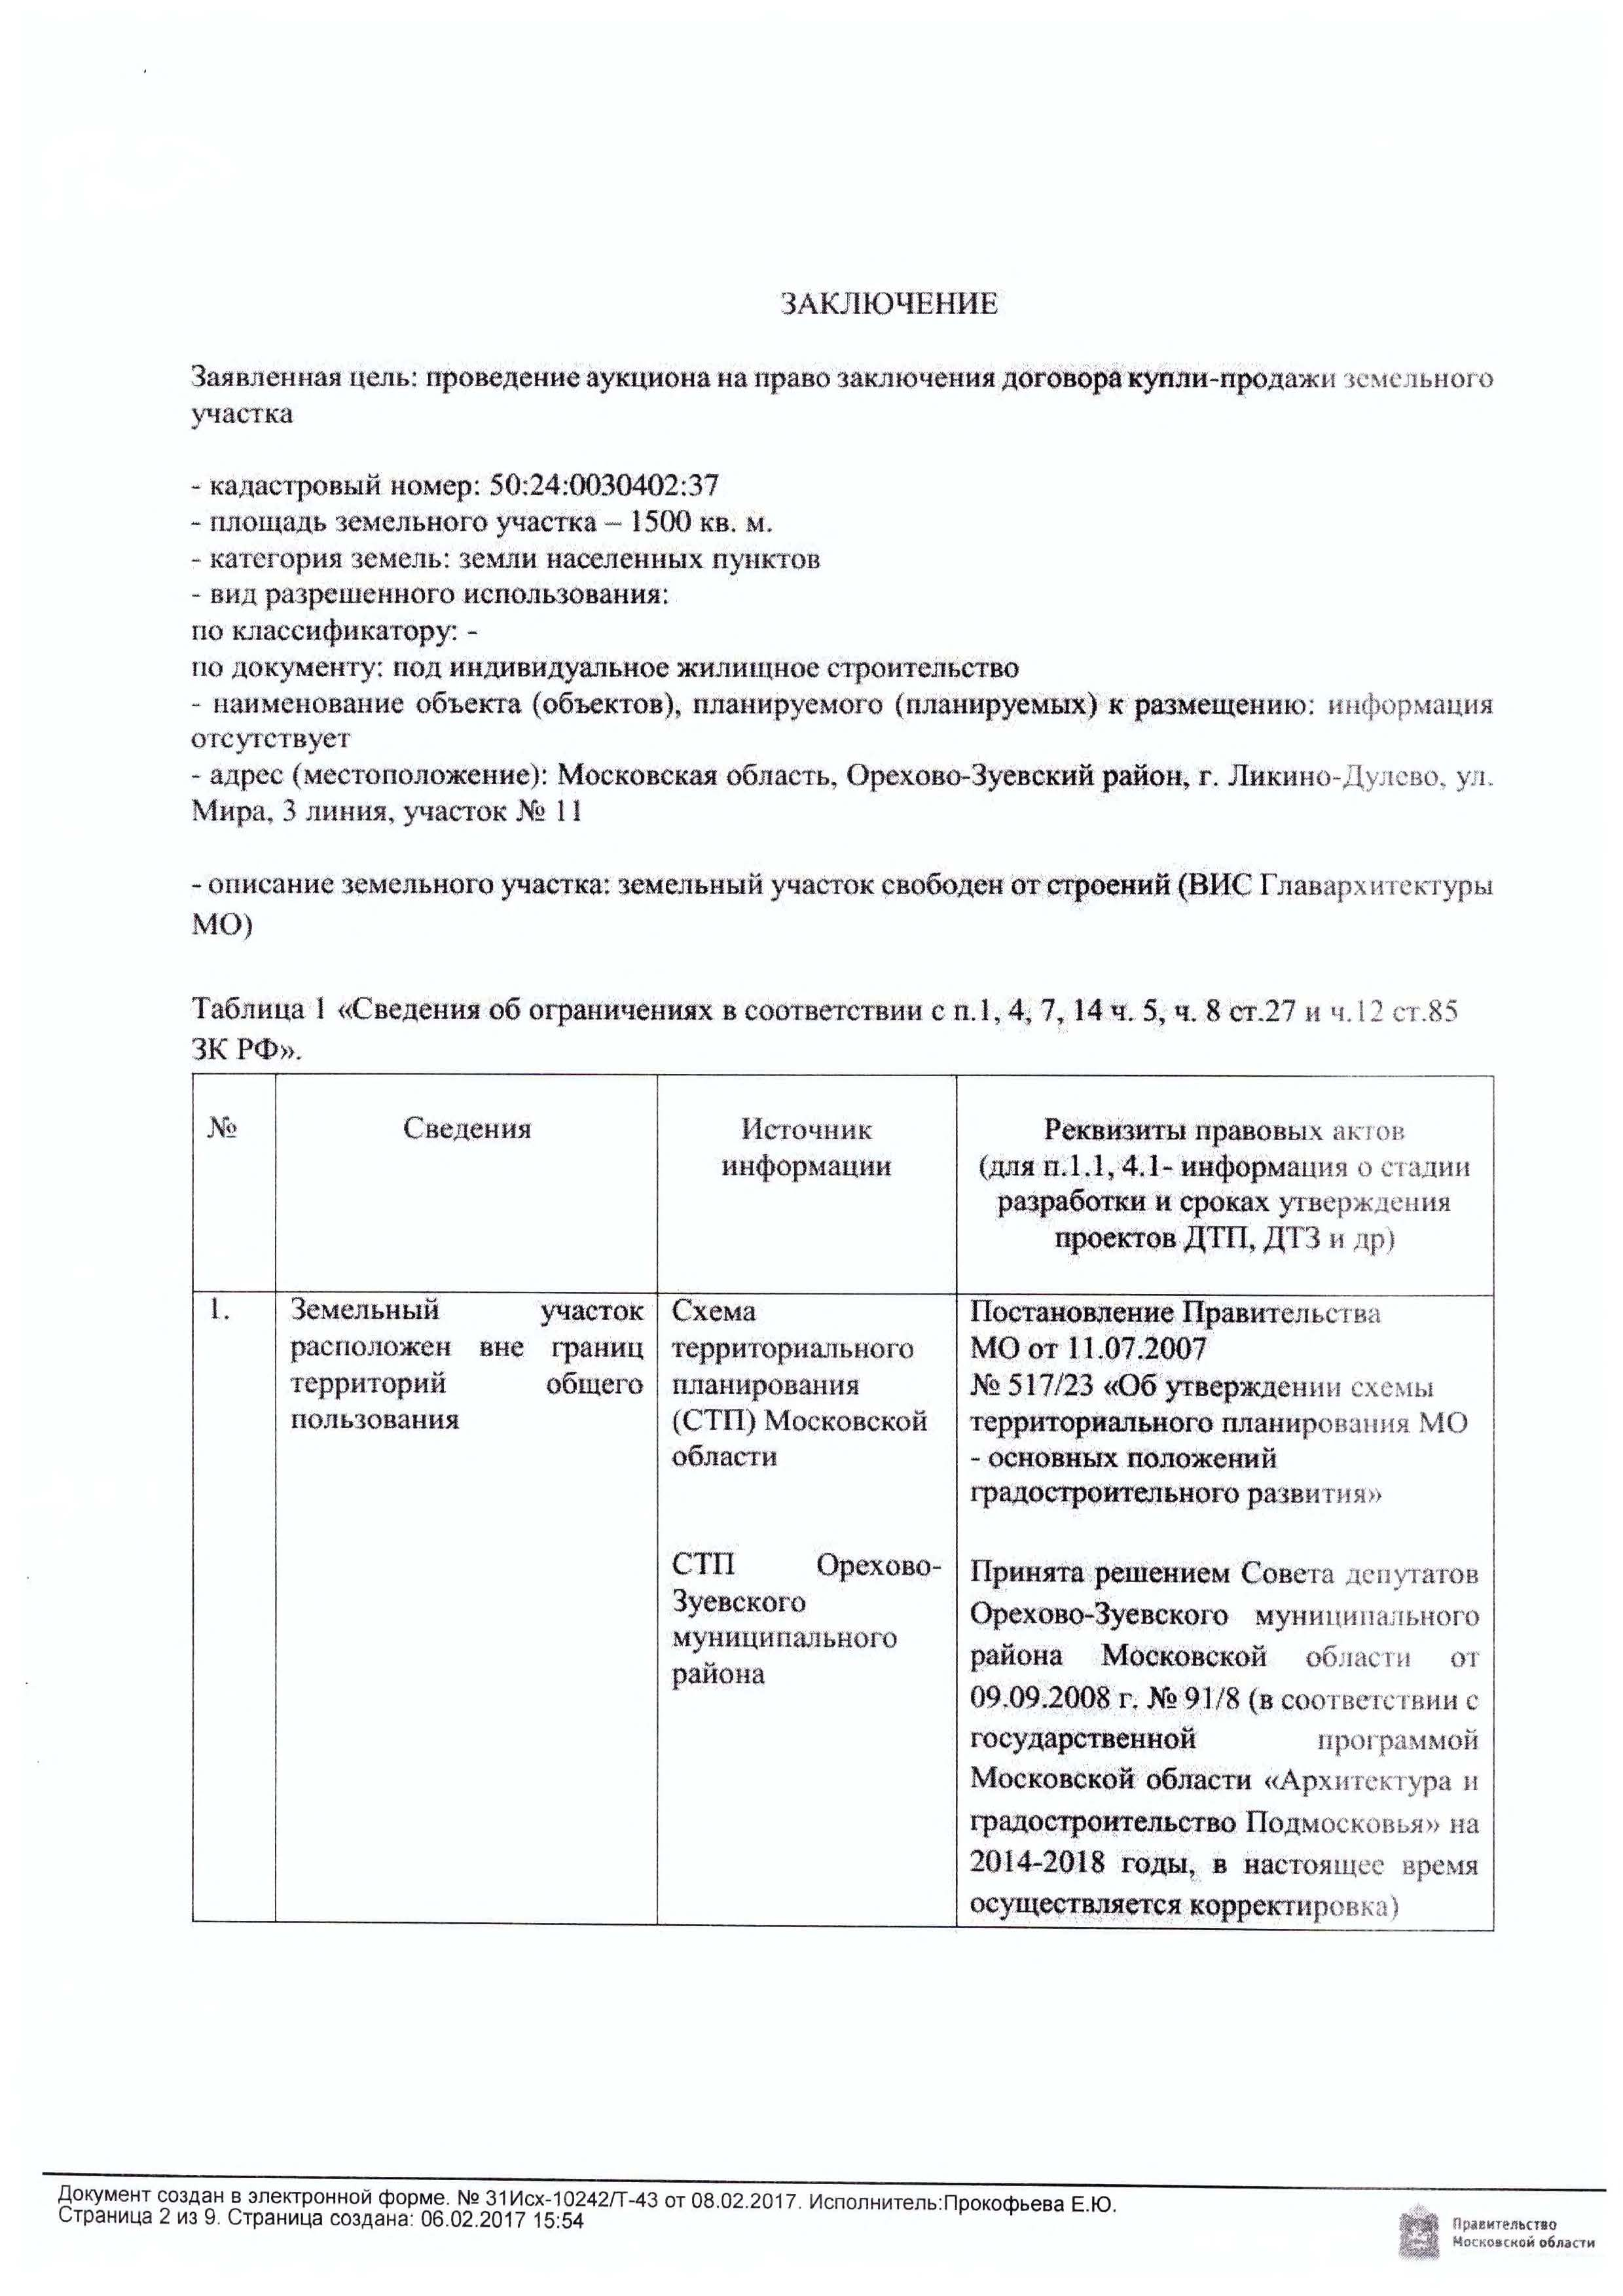 ЗАКЛЮЧЕНИЕ
Заявленная цель: проведение аукциона на право заключения договора купли-продажи земельного
участка
- кадастровый номер: 50:24:0030402:37
- площадь земельного участка – 1500 кв. м.
- категория земель: земли населенных пунктов
- вид разрешенного использования:
по классификатору: -
по документу: под индивидуальное жилищное строительство
- наименование объекта (объектов), планируемого (планируемых) к размещению: информация
отсутствует
- адрес (местоположение): Московская область, Орехово-Зуевский район, г. Ликино-Дулево, ул.
Мира, 3 линия, участок № 11
- описание земельного участка: земельный участок свободен от строений (ВИС Главархитектуры
МО)
Таблица 1 «Сведения об ограничениях в соответствии с п.1, 4, 7, 14 ч. 5, ч. 8 ст.27 и ч.12 ст.85
ЗК РФ».
№
Сведения
Источник
информации
Реквизиты правовых актов
(для п.1.1, 4.1- информация о стадии
разработки и сроках утверждения
проектов ДТП, ДТЗ и др)
1.
Земельный участок
расположен вне границ
территорий общего
пользования
Схема
территориального
планирования
(СТП) Московской
области
СТП Орехово-
Зуевского
муниципального
района
Постановление Правительства
МО от 11.07.2007
№ 517/23 «Об утверждении схемы
территориального планирования МО
- основных положений
градостроительного развития»
Принята решением Совета депутатов
Орехово-Зуевского муниципального
района Московской области от
09.09.2008 г. № 91/8 (в соответствии с
государственной программой
Московской области «Архитектура и
градостроительство Подмосковья» на
2014-2018 годы, в настоящее время
осуществляется корректировка)
Документ создан в электронной форме. № 31Исх-10242/Т-43 от 08.02.2017. Исполнитель:Прокофьева Е.Ю.
Страница 2 из 9. Страница создана: 06.02.2017 15:54
Правительство
Московской области